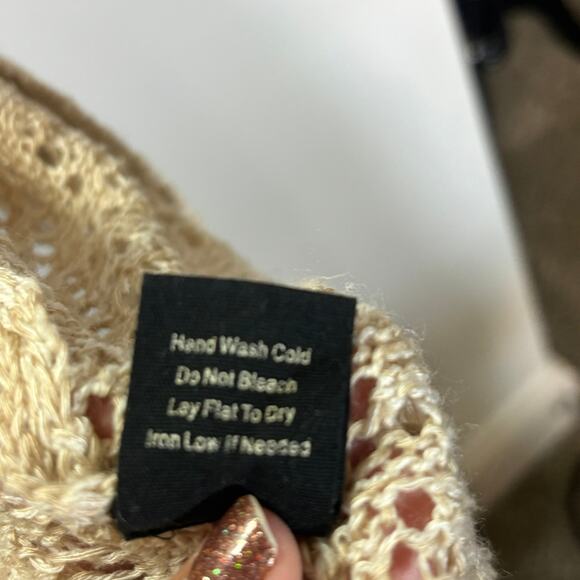 Hand Wash Cold
Do Not Bleach
Lay Flat To Dry
Iron Low If Needed